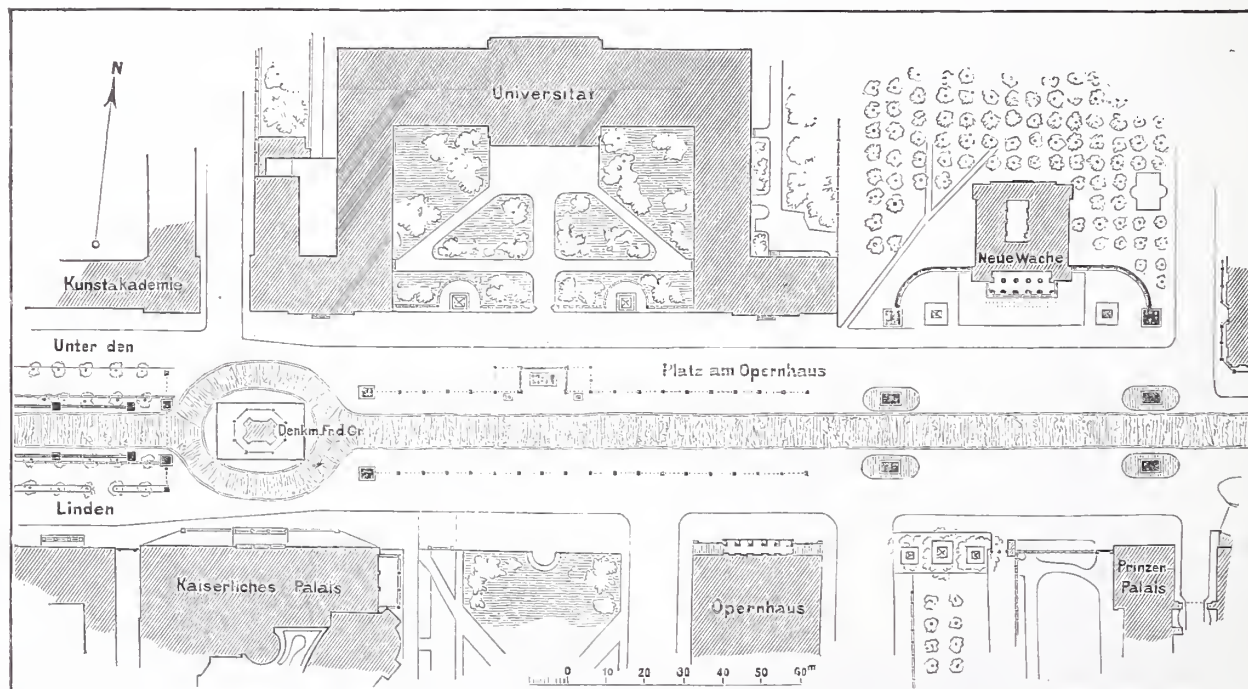 N
Universität
Kunstakademie
Neue Wache
Unter den
Platz am Opernhaus
Denkm. Fr. d. Gr.
Linden
Kaiserliches Palais
Opernhaus
Prinzen-
Palais
0 10 20 30 40 50 60 m